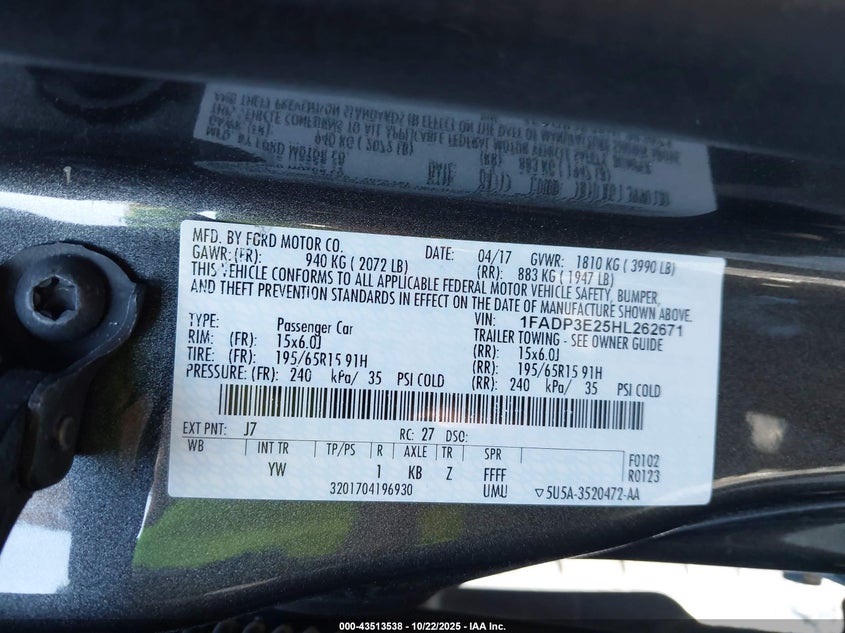 MFD. BY FORD MOTOR CO. DATE: 04/17 GVWR: 1810 KG ( 3990 LB)
GAWR: (FR): 940 KG ( 2072 LB) (RR): 883 KG ( 1947 LB)
THIS VEHICLE CONFORMS TO ALL APPLICABLE FEDERAL MOTOR VEHICLE SAFETY, BUMPER,
AND THEFT PREVENTION STANDARDS IN EFFECT ON THE DATE OF MANUFACTURE SHOWN ABOVE.
VIN: 1FADP3E25HL262671
TYPE: Passenger Car TRAILER TOWING - SEE OWNER GUIDE
RIM: (FR): 15x6.0J (RR): 15x6.0J
TIRE: (FR): 195/65R15 91H (RR): 195/65R15 91H
PRESSURE: (FR): 240 kPa/ 35 PSI COLD (RR): 240 kPa/ 35 PSI COLD
EXT PNT: J7 RC: 27 DSO:
WB INT TR TP/PS R AXLE TR SPR F0102
YW 1 KB Z FFFF R0123
3201704196930 UMU ▽5U5A-3520472-AA
000-43513538 - 10/22/2025 - IAA Inc.